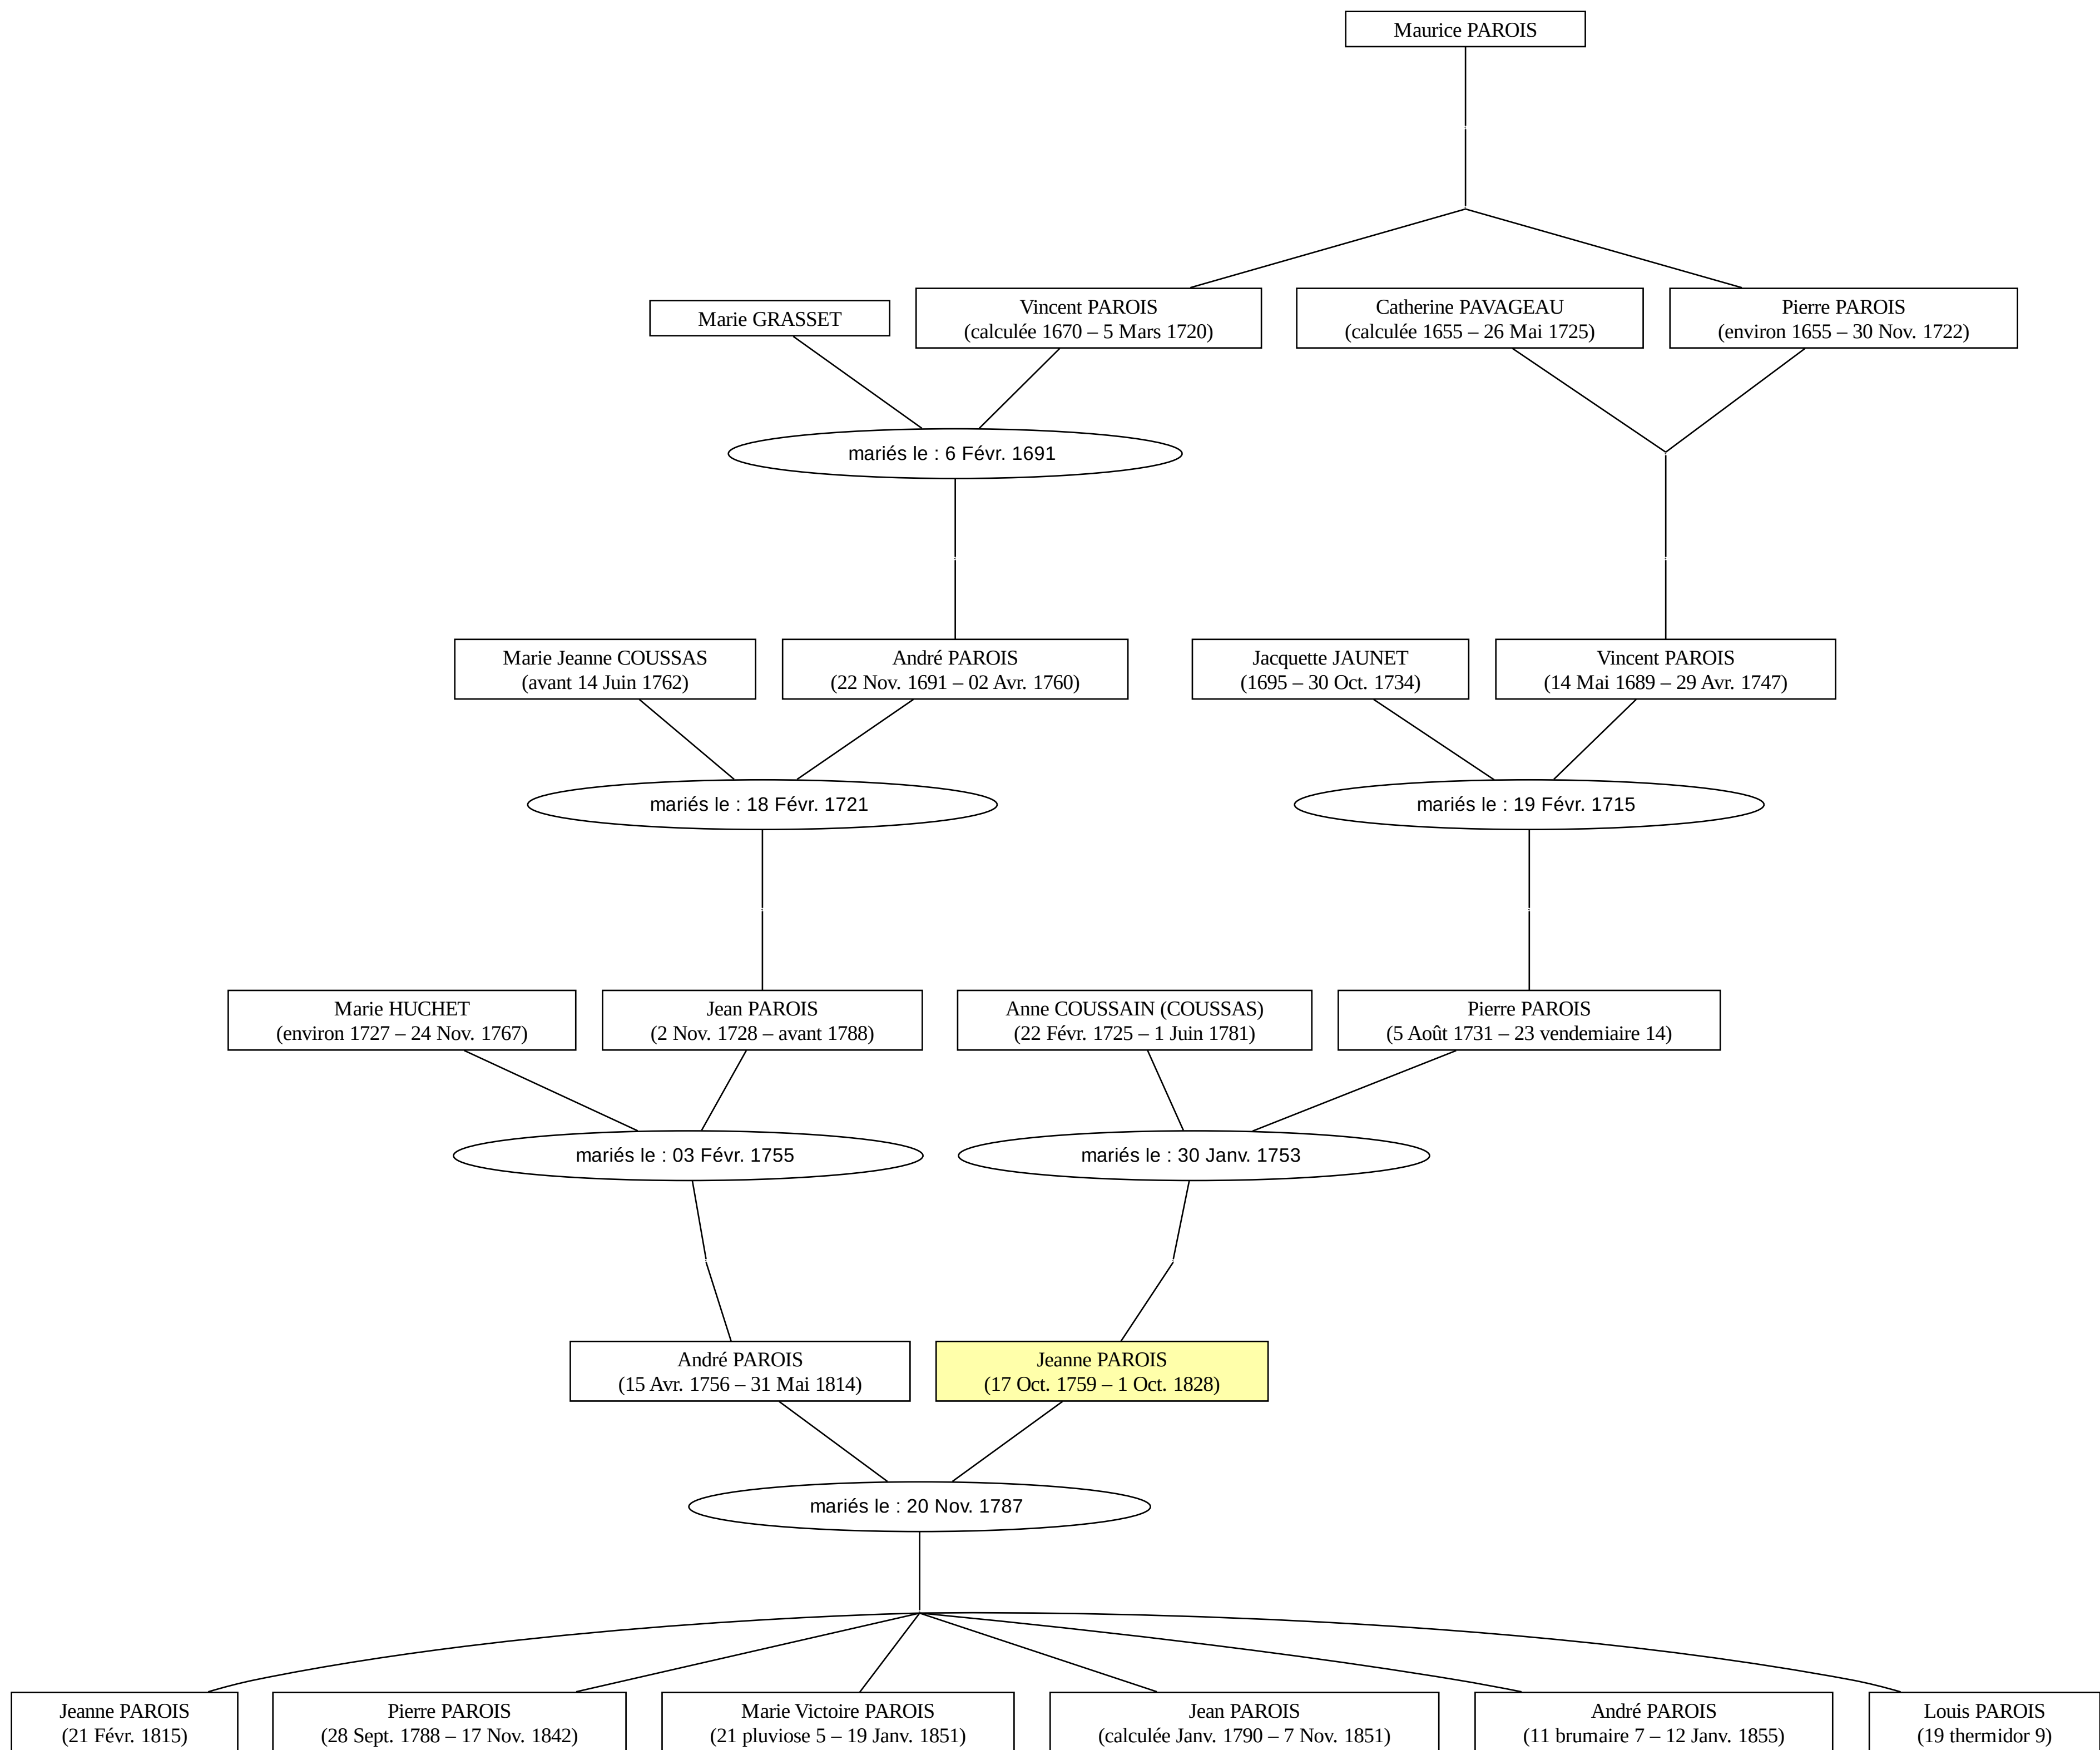 Maurice PAROIS
Marie GRASSET
Vincent PAROIS
(calculée 1670 – 5 Mars 1720)
Catherine PAVAGEAU
(calculée 1655 – 26 Mai 1725)
Pierre PAROIS
(environ 1655 – 30 Nov. 1722)
mariés le : 6 Févr. 1691
Marie Jeanne COUSSAS
(avant 14 Juin 1762)
André PAROIS
(22 Nov. 1691 – 02 Avr. 1760)
Jacquette JAUNET
(1695 – 30 Oct. 1734)
Vincent PAROIS
(14 Mai 1689 – 29 Avr. 1747)
mariés le : 18 Févr. 1721
mariés le : 19 Févr. 1715
Marie HUCHET
(environ 1727 – 24 Nov. 1767)
Jean PAROIS
(2 Nov. 1728 – avant 1788)
Anne COUSSAIN (COUSSAS)
(22 Févr. 1725 – 1 Juin 1781)
Pierre PAROIS
(5 Août 1731 – 23 vendemiaire 14)
mariés le : 03 Févr. 1755
mariés le : 30 Janv. 1753
André PAROIS
(15 Avr. 1756 – 31 Mai 1814)
Jeanne PAROIS
(17 Oct. 1759 – 1 Oct. 1828)
mariés le : 20 Nov. 1787
Jeanne PAROIS
(21 Févr. 1815)
Pierre PAROIS
(28 Sept. 1788 – 17 Nov. 1842)
Marie Victoire PAROIS
(21 pluviose 5 – 19 Janv. 1851)
Jean PAROIS
(calculée Janv. 1790 – 7 Nov. 1851)
André PAROIS
(11 brumaire 7 – 12 Janv. 1855)
Louis PAROIS
(19 thermidor 9)